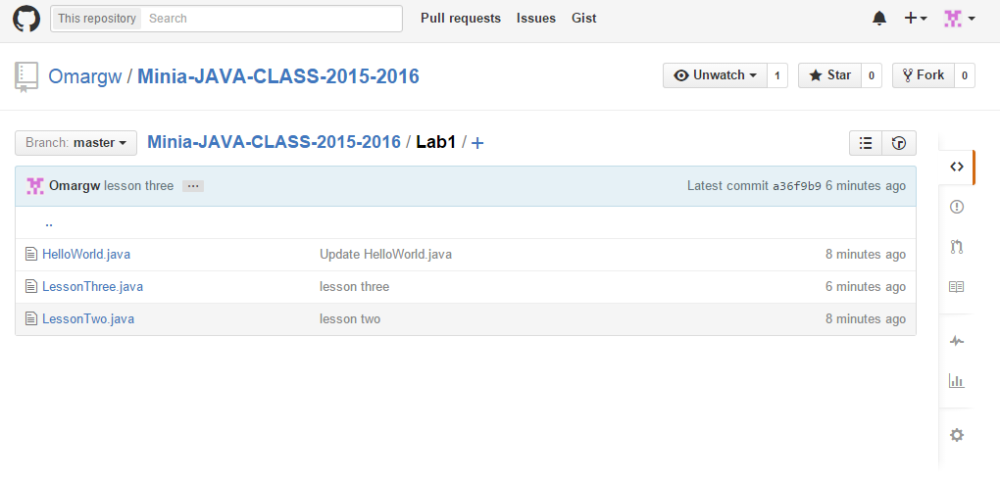 This repository Search Pull requests Issues Gist
Omargw / Minia-JAVA-CLASS-2015-2016 Unwatch 1 Star 0 Fork 0
Branch: master Minia-JAVA-CLASS-2015-2016 / Lab1 / +
Omargw lesson three ... Latest commit a36f9b9 6 minutes ago
..
HelloWorld.java Update HelloWorld.java 8 minutes ago
LessonThree.java lesson three 6 minutes ago
LessonTwo.java lesson two 8 minutes ago